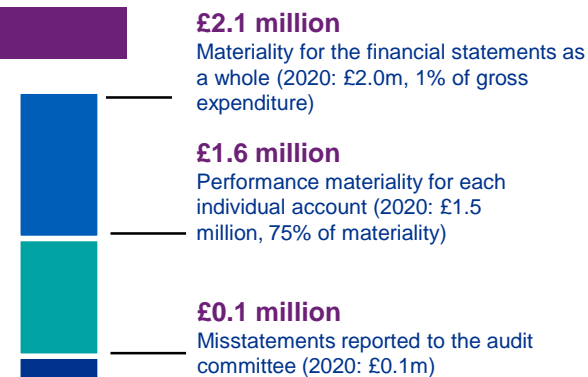 £2.1 million
Materiality for the financial statements as
a whole (2020: £2.0m, 1% of gross
expenditure)
£1.6 million
Performance materiality for each
individual account (2020: £1.5
million, 75% of materiality)
£0.1 million
Misstatements reported to the audit
committee (2020: £0.1m)